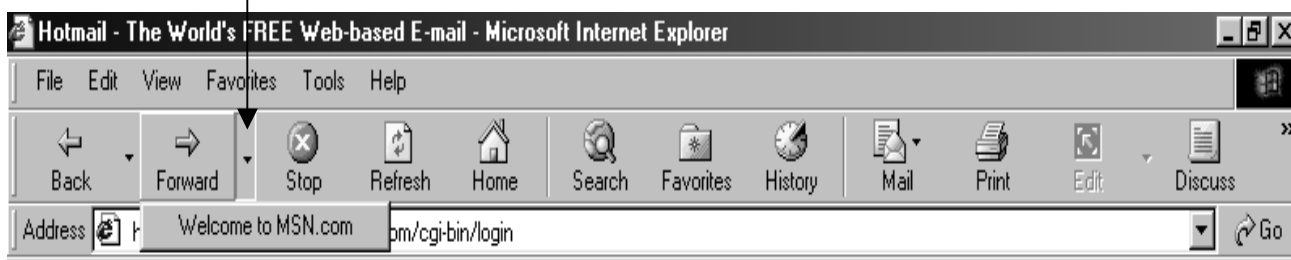 Hotmail - The World's FREE Web-based E-mail - Microsoft Internet Explorer
File Edit View Favorites Tools Help
Back Forward Stop Refresh Home Search Favorites History Mail Print Edit Discuss »
Address h Welcome to MSN.com om/cgi-bin/login Go